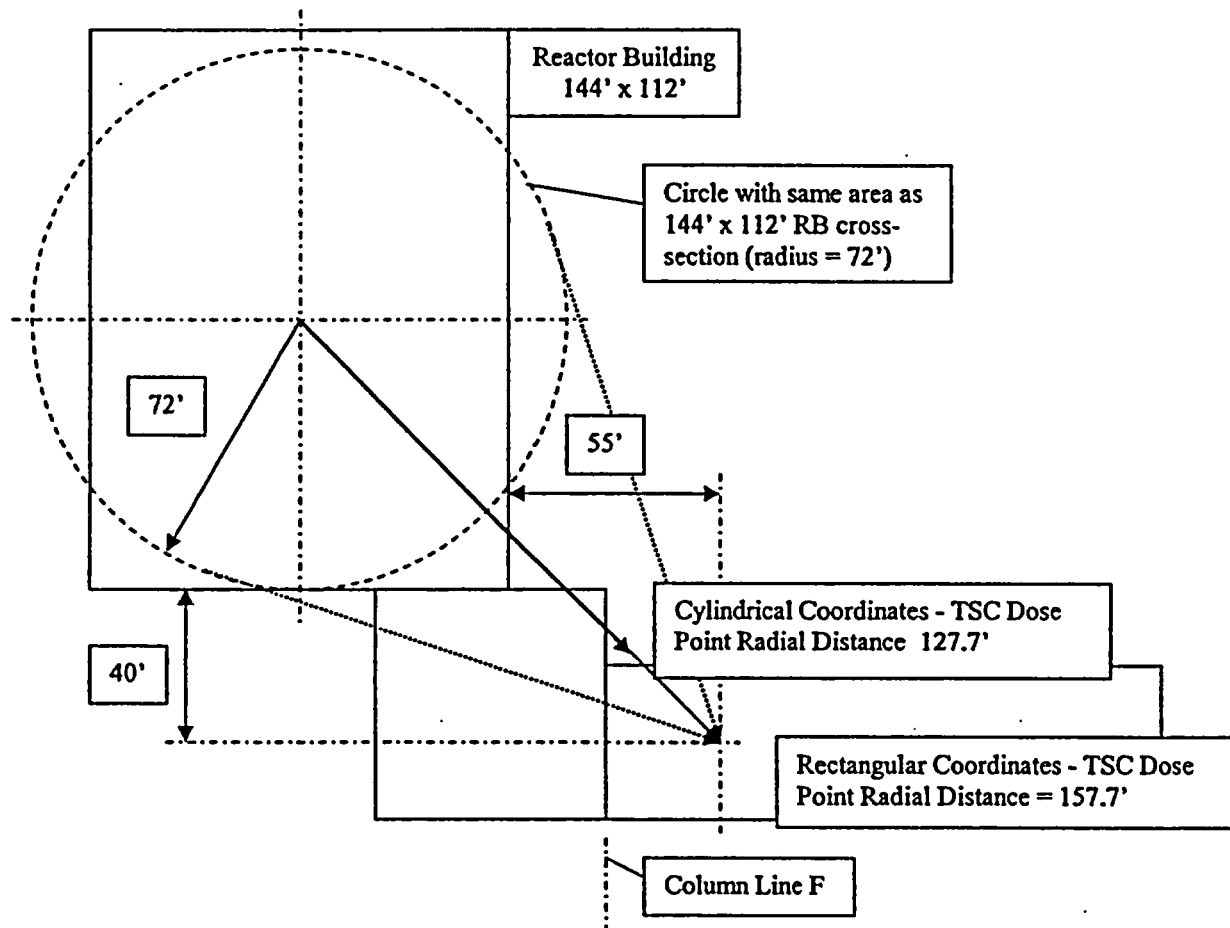 Reactor Building
144' x 112'
Circle with same area as
144' x 112' RB cross-
section (radius = 72')
72'
55'
40'
Cylindrical Coordinates - TSC Dose
Point Radial Distance 127.7'
Rectangular Coordinates - TSC Dose
Point Radial Distance = 157.7'
Column Line F